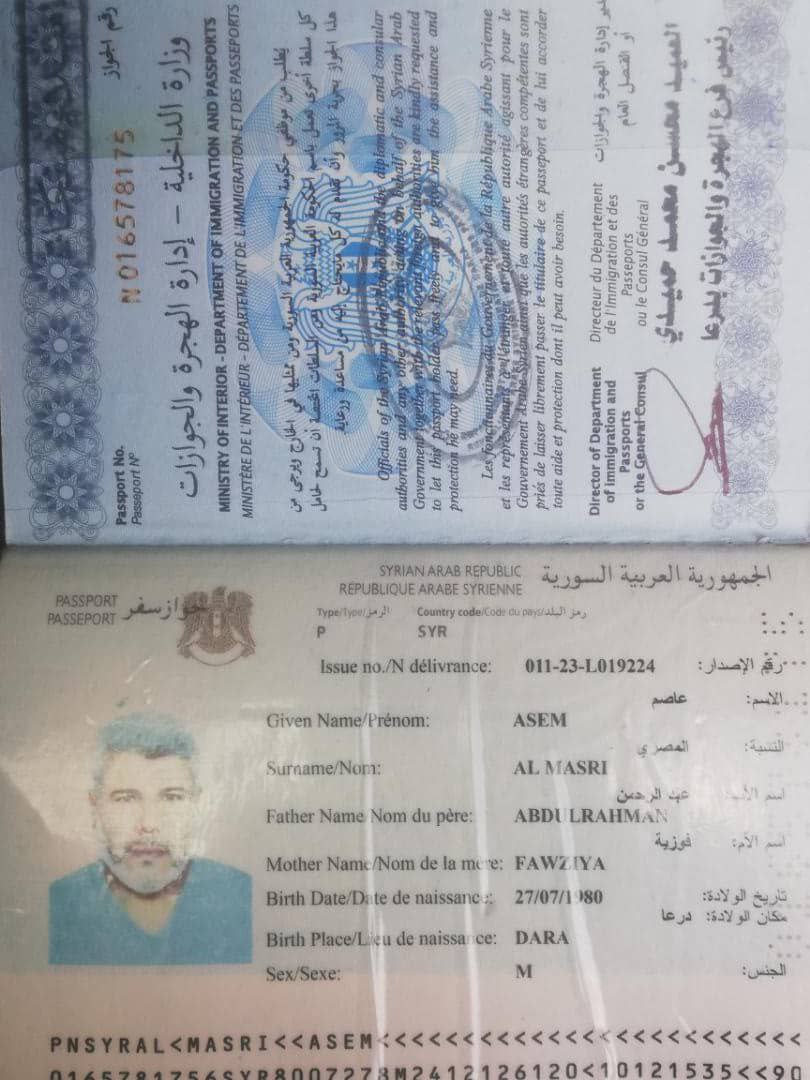 رقم الجواز
N016578175
Passport No.
Passeport Nº
وزارة الداخلية – إدارة الهجرة والجوازات
MINISTRY OF INTERIOR - DEPARTMENT OF IMMIGRATION AND PASSPORTS
MINISTÈRE DE L'INTÉRIEUR - DÉPARTEMENT DE L'IMMIGRATION ET DES PASSEPORTS
يطلب من موظفي حكومة الجمهورية العربية السورية ومن ممثليها في الخارج ويرجى من
كل سلطة أخرى تعمل باسم الحكومة العربية السورية ومن السلطات المختصة أن تسمح لحامل
هذا الجواز بحرية المرور وأن تقدم له كل ما يحتاج إليه من مساعدة ورعاية
Officials of the Syrian Arab Republic and its diplomatic and consular
authorities and any other authority acting on behalf of the Syrian Arab
Government together with the relevant foreign authorities are kindly requested
to let this passport holder pass freely and to give him the assistance and
protection he may need.
Les fonctionnaires du Gouvernement de la République Arabe Syrienne
et les représentants à l'étranger et toute autre autorité agissant pour le
Gouvernement Arabe Syrien ainsi que les autorités étrangères compétentes sont
priés de laisser librement passer le titulaire de ce passeport et de lui accorder
toute aide et protection dont il peut avoir besoin.
Director of Department
of immigration and
Passports
or the General Consul
Directeur du Département
de l'Immigration et des
Passeports
ou le Consul Général
مدير إدارة الهجرة والجوازات
أو القنصل العام
العميد محسن محمد حميدي
رئيس فرع الهجرة والجوازات بدرعا
SYRIAN ARAB REPUBLIC
RÉPUBLIQUE ARABE SYRIENNE
الجمهورية العربية السورية
PASSPORT
PASSEPORT
جواز سفر
Type/Type/الرمز
P
Country code/Code du pays/رمز البلد
SYR
Issue no./N délivrance: 011-23-L019224 رقم الإصدار:
عاصم الاسم:
Given Name/Prénom: ASEM
المصري النسبة:
Surname/Nom: AL MASRI
عبد الرحمن اسم الأب:
Father Name/Nom du père: ABDULRAHMAN
فوزية اسم الأم:
Mother Name/Nom de la mère: FAWZIYA
Birth Date/Date de naissance: 27/07/1980 تاريخ الولادة:
درعا مكان الولادة:
Birth Place/Lieu de naissance: DARA
Sex/Sexe: M الجنس:
PNSYRAL<MASRI<<ASEM<<<<<<<<<<<<<<<<<<<<<<<<<
0165781756SYR8007278M2412126120<10121535<<90